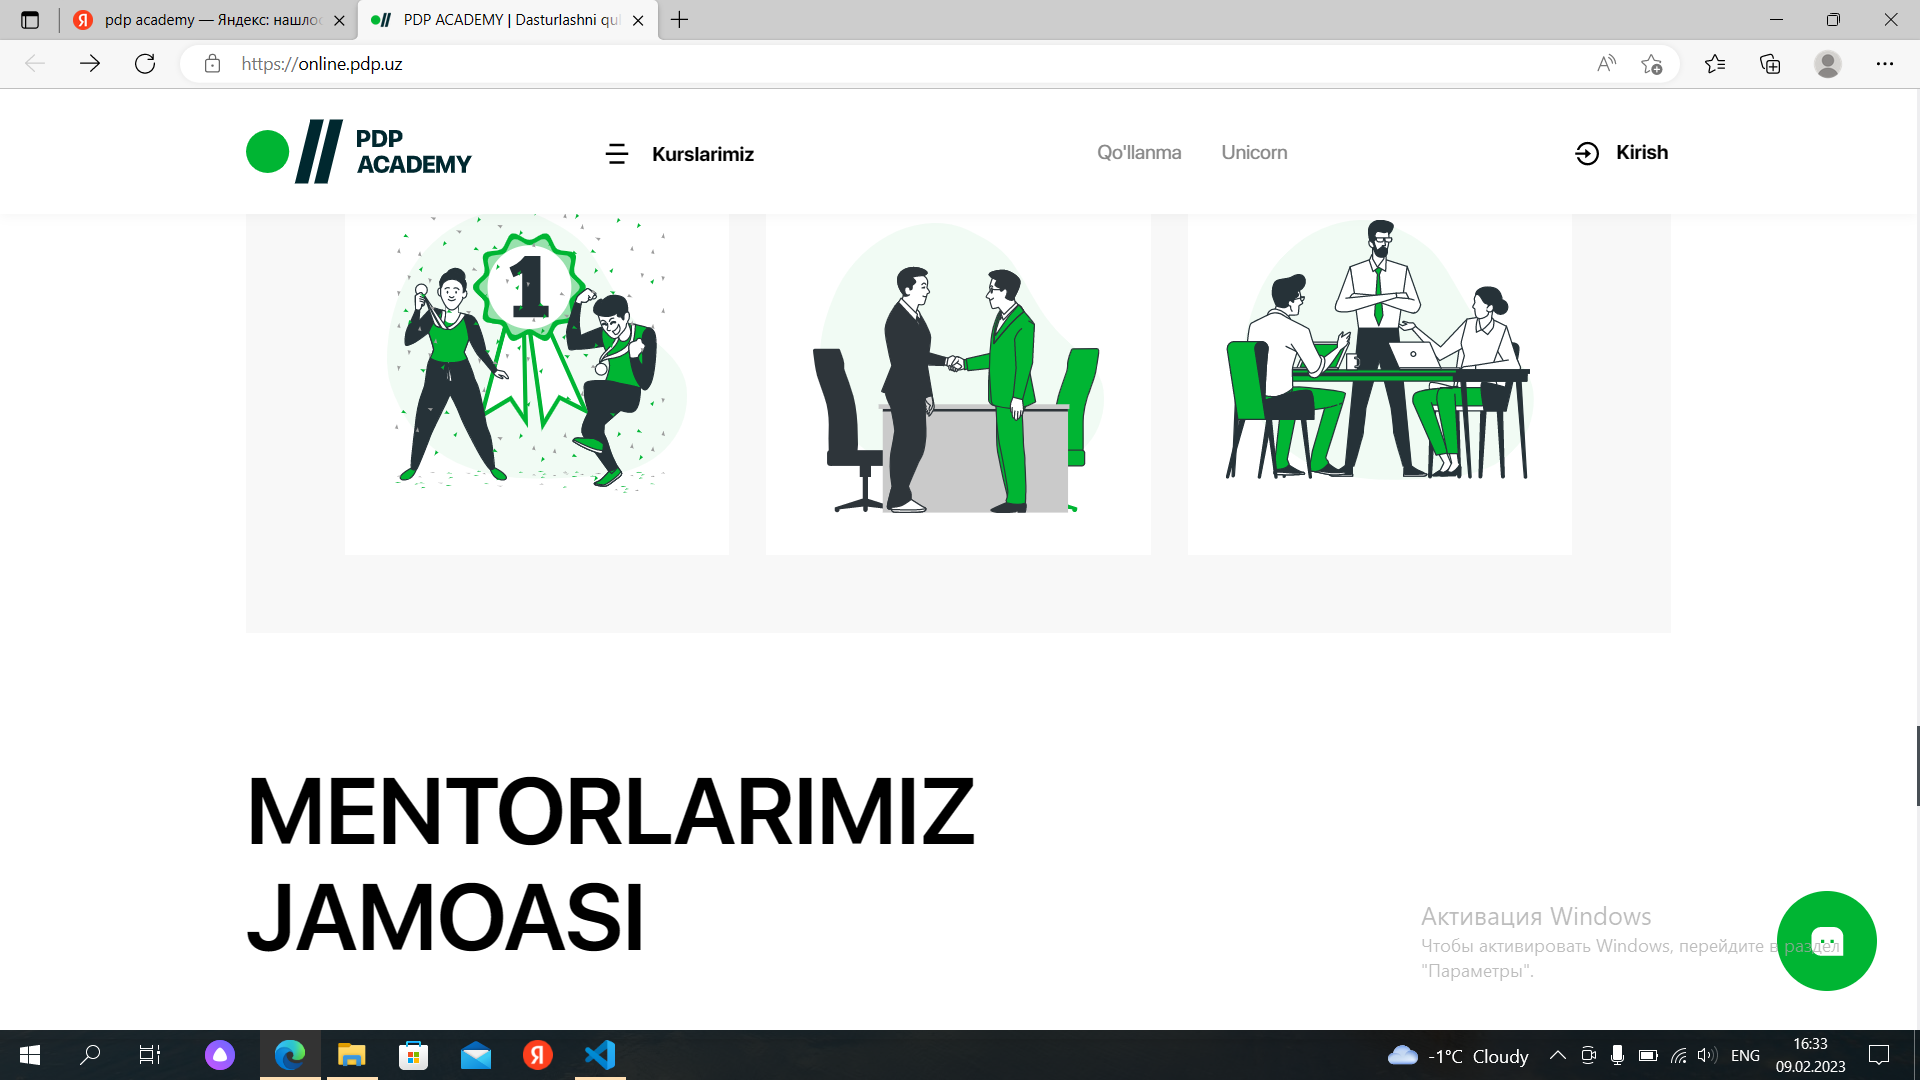 pdp academy — Яндекс: нашлос
PDP ACADEMY | Dasturlashni qu
https://online.pdp.uz
PDP
ACADEMY
Kurslarimiz
Qo'llanma
Unicorn
Kirish
1
MENTORLARIMIZ
JAMOASI
Активация Windows
Чтобы активировать Windows, перейдите в раздел
"Параметры".
-1°C Cloudy
ENG
16:33
09.02.2023